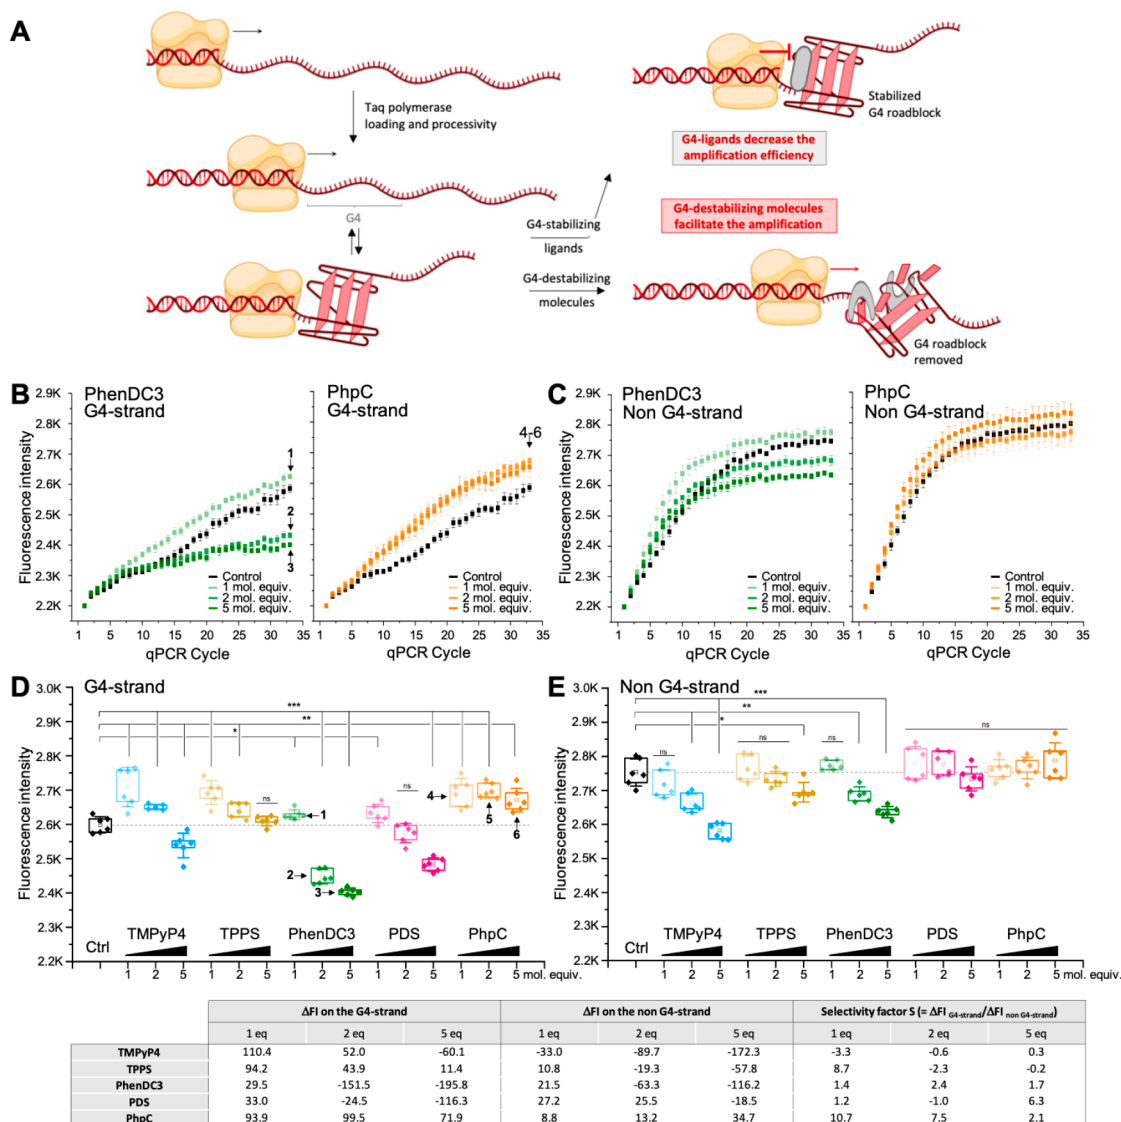 A
Taq polymerase
loading and processivity
G4
G4-stabilizing
ligands
G4-destabilizing
molecules
Stabilized
G4 roadblock
G4-ligands decrease the
amplification efficiency
G4-destabilizing molecules
facilitate the amplification
G4 roadblock
removed
B
PhenDC3
G4-strand
PhpC
G4-strand
Fluorescence intensity
2.9K
2.8K
2.7K
2.6K
2.5K
2.4K
2.3K
2.2K
1
2
3
4-6
Control
1 mol. equiv.
2 mol. equiv.
5 mol. equiv.
Control
1 mol. equiv.
2 mol. equiv.
5 mol. equiv.
1 5 10 15 20 25 30 35
1 5 10 15 20 25 30 35
qPCR Cycle
qPCR Cycle
C
PhenDC3
Non G4-strand
PhpC
Non G4-strand
Fluorescence intensity
2.9K
2.8K
2.7K
2.6K
2.5K
2.4K
2.3K
2.2K
Control
1 mol. equiv.
2 mol. equiv.
5 mol. equiv.
Control
1 mol. equiv.
2 mol. equiv.
5 mol. equiv.
1 5 10 15 20 25 30 35
1 5 10 15 20 25 30 35
qPCR Cycle
qPCR Cycle
D
G4-strand
Fluorescence intensity
3.0K
2.9K
2.8K
2.7K
2.6K
2.5K
2.4K
2.3K
2.2K
***
**
*
ns
ns
1
2
3
4
5
6
Ctrl
TMPyP4
TPPS
PhenDC3
PDS
PhpC
1 2 5 1 2 5 1 2 5 1 2 5 1 2 5 mol. equiv.
E
Non G4-strand
Fluorescence intensity
3.0K
2.9K
2.8K
2.7K
2.6K
2.5K
2.4K
2.3K
2.2K
***
**
*
ns
ns
ns
ns
Ctrl
TMPyP4
TPPS
PhenDC3
PDS
PhpC
1 2 5 1 2 5 1 2 5 1 2 5 1 2 5 mol. equiv.
ΔFI on the G4-strand ΔFI on the non G4-strand Selectivity factor S (= ΔFI G4-strand/ΔFI non G4-strand)
1 eq 2 eq 5 eq 1 eq 2 eq 5 eq 1 eq 2 eq 5 eq
TMPyP4 110.4 52.0 -60.1 -33.0 -89.7 -172.3 -3.3 -0.6 0.3
TPPS 94.2 43.9 11.4 10.8 -19.3 -57.8 8.7 -2.3 -0.2
PhenDC3 29.5 -151.5 -195.8 21.5 -63.3 -116.2 1.4 2.4 1.7
PDS 33.0 -24.5 -116.3 27.2 25.5 -18.5 1.2 -1.0 6.3
PhpC 93.9 99.5 71.9 8.8 13.2 34.7 10.7 7.5 2.1